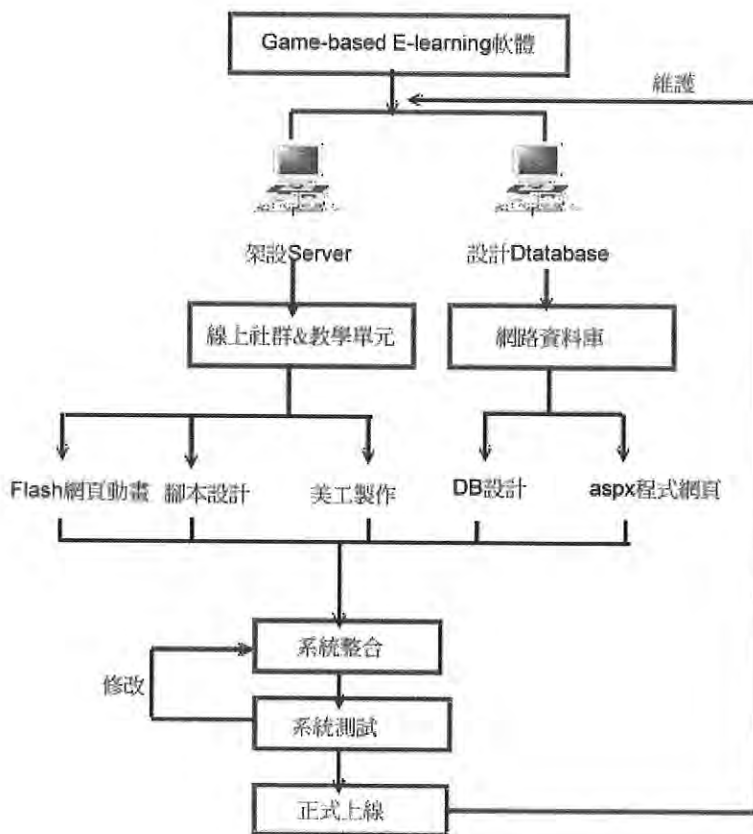 Game-based E-learning軟體
維護
架設Server
設計Dtatabase
線上社群&教學單元
網路資料庫
Flash網頁動畫
腳本設計
美工製作
DB設計
aspx程式網頁
系統整合
修改
系統測試
正式上線